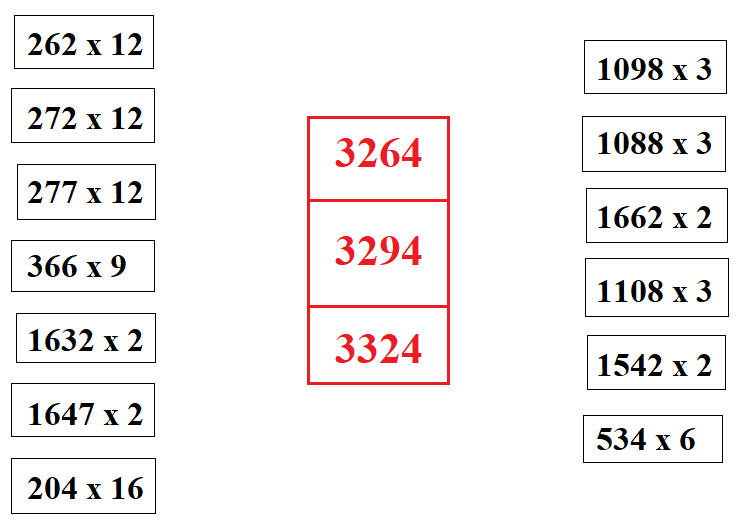 262 x 12
272 x 12
277 x 12
366 x 9
1632 x 2
1647 x 2
204 x 16
3264
3294
3324
1098 x 3
1088 x 3
1662 x 2
1108 x 3
1542 x 2
534 x 6